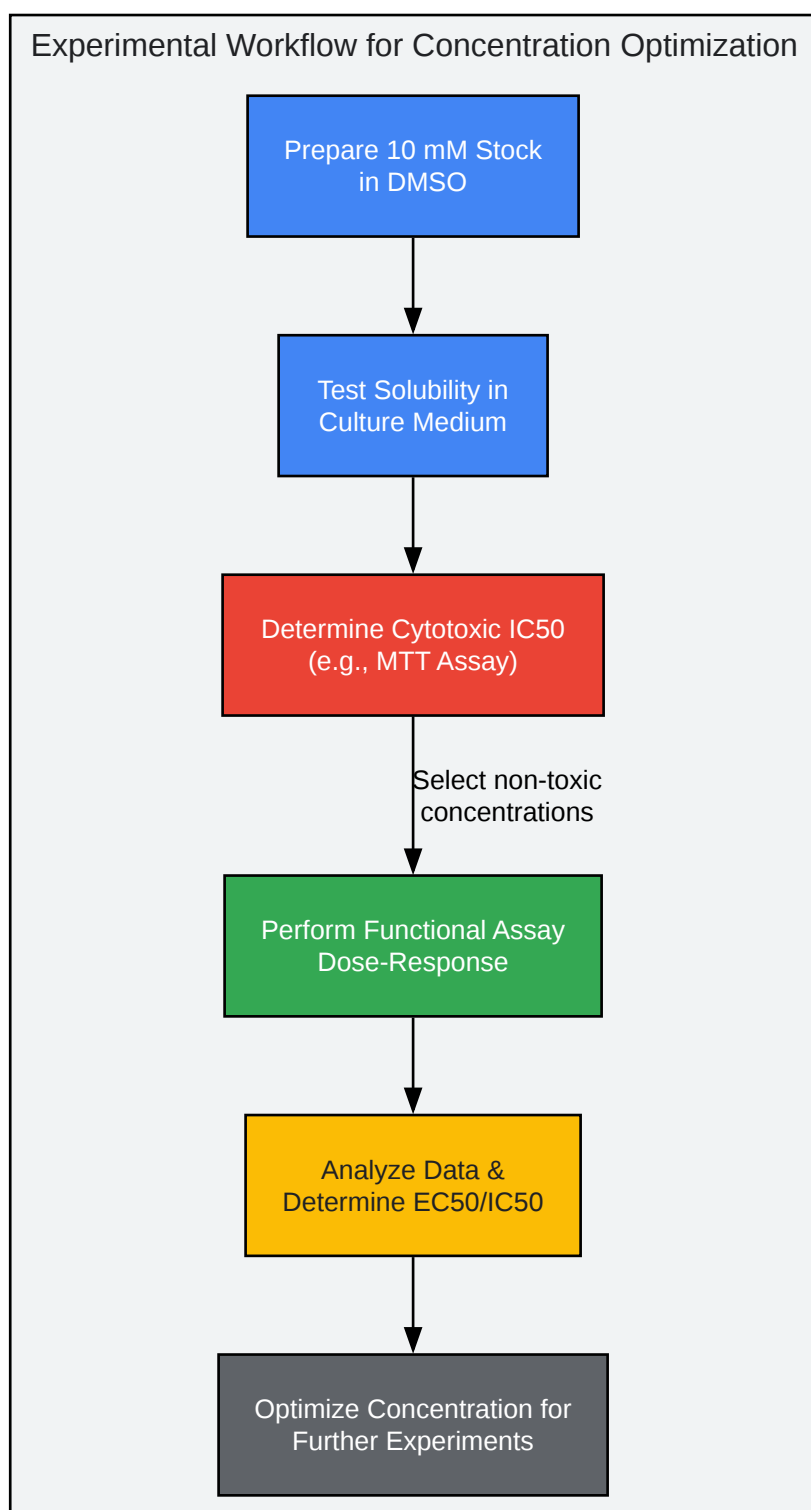 Experimental Workflow for Concentration Optimization
Prepare 10 mM Stock
in DMSO
Test Solubility in
Culture Medium
Determine Cytotoxic IC50
(e.g., MTT Assay)
Select non-toxic
concentrations
Perform Functional Assay
Dose-Response
Analyze Data &
Determine EC50/IC50
Optimize Concentration for
Further Experiments